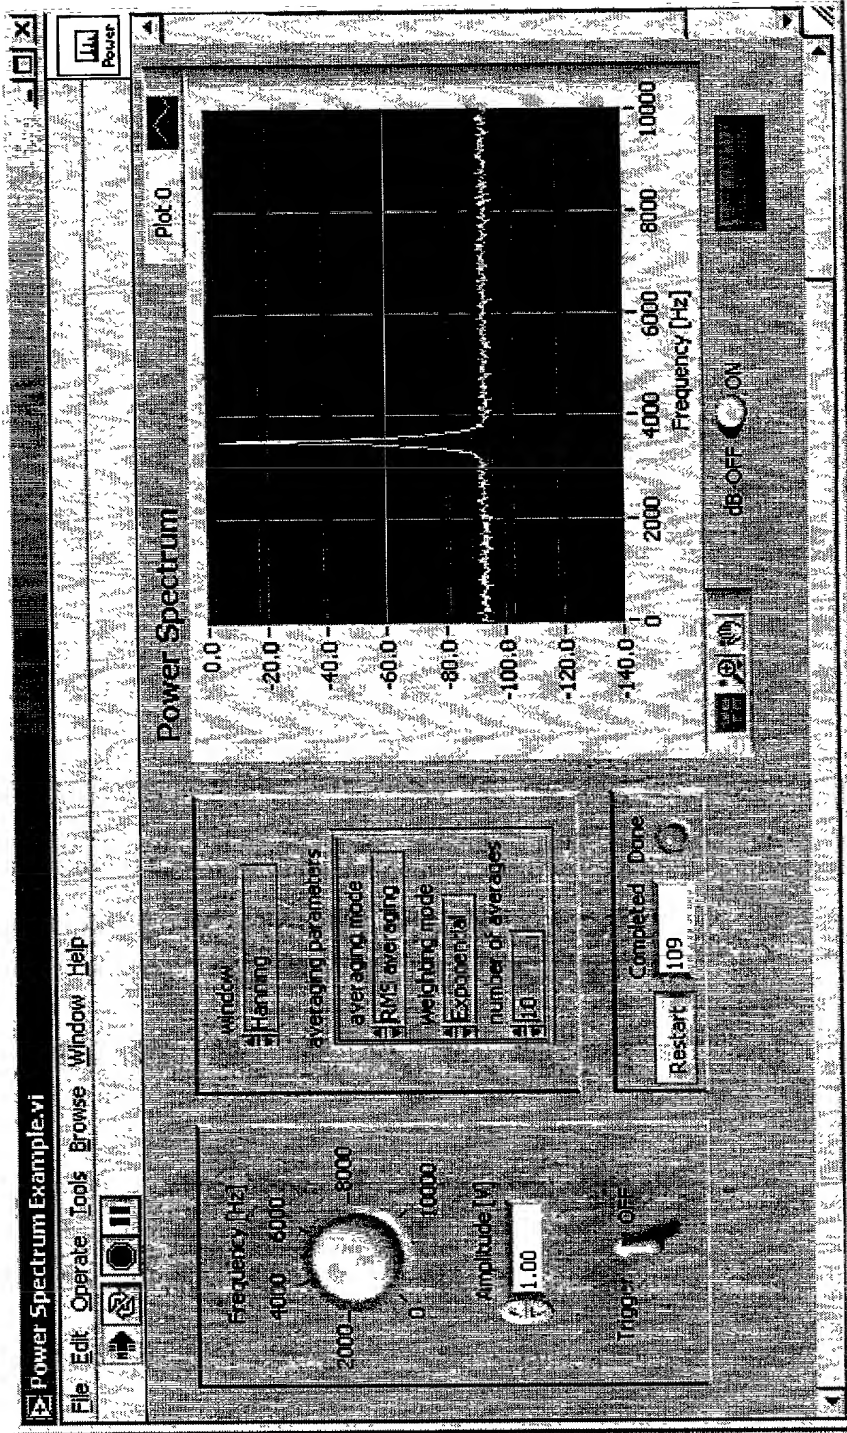 Power Spectrum Example.vi
File Edit Operate Tools Browse Window Help
Power
Frequency [Hz]
4000 6000
2000 8000
0 10000
Amplitude [V]
1.00
Trigger OFF
window
Hanning
averaging parameters
averaging mode
RMS averaging
Weighting mode
Exponential
number of averages
10
Restart
Completed
109
Done
Power Spectrum
Plot 0
0.0
-20.0
-40.0
-60.0
-80.0
-100.0
-120.0
-140.0
0 2000 4000 6000 8000 10000
Frequency [Hz]
dB:OFF ON